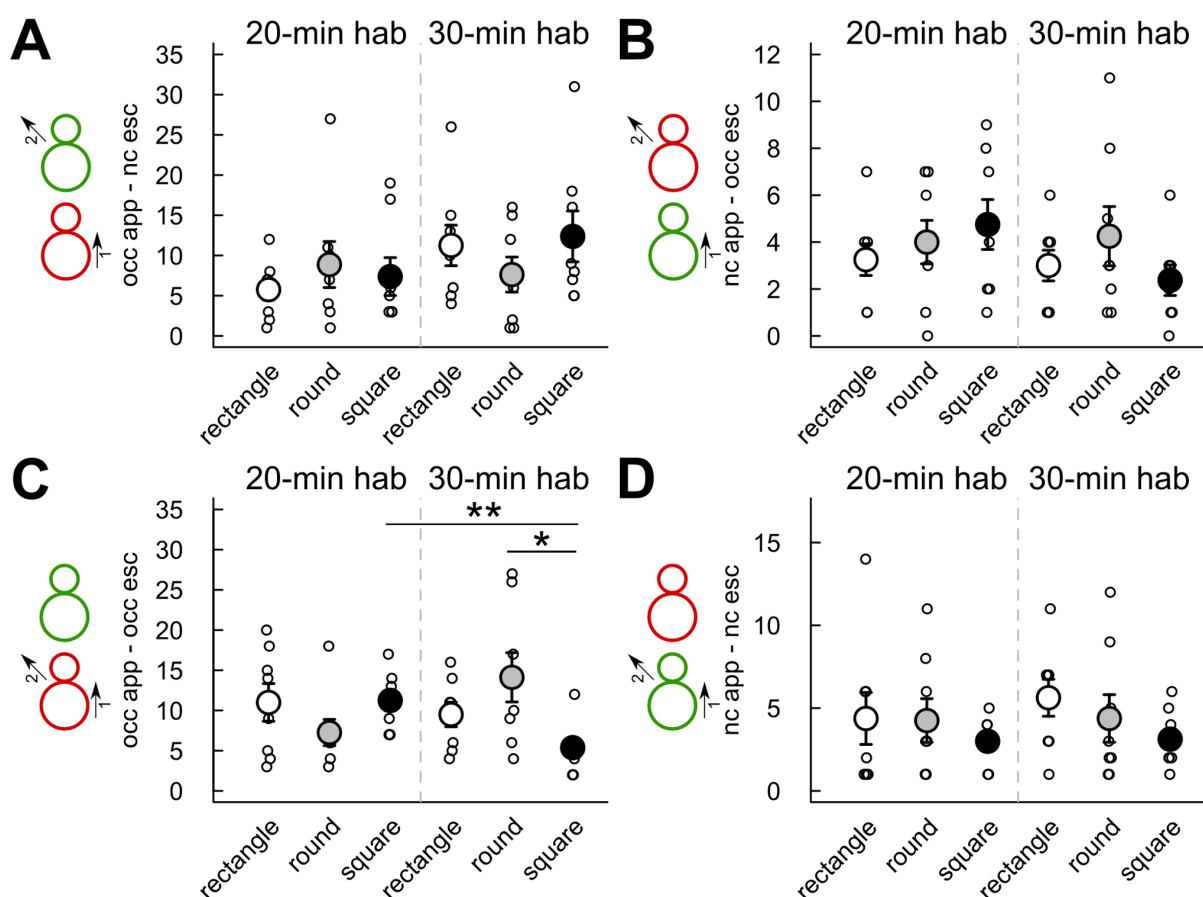 A
20-min hab 30-min hab
occ app - nc esc
35
30
25
20
15
10
5
0
2
1
rectangle round square rectangle round square
B
20-min hab 30-min hab
nc app - occ esc
12
10
8
6
4
2
0
2
1
rectangle round square rectangle round square
C
20-min hab 30-min hab
occ app - occ esc
35
30
25
20
15
10
5
0
2
1
**
*
rectangle round square rectangle round square
D
20-min hab 30-min hab
nc app - nc esc
15
10
5
0
2
1
rectangle round square rectangle round square